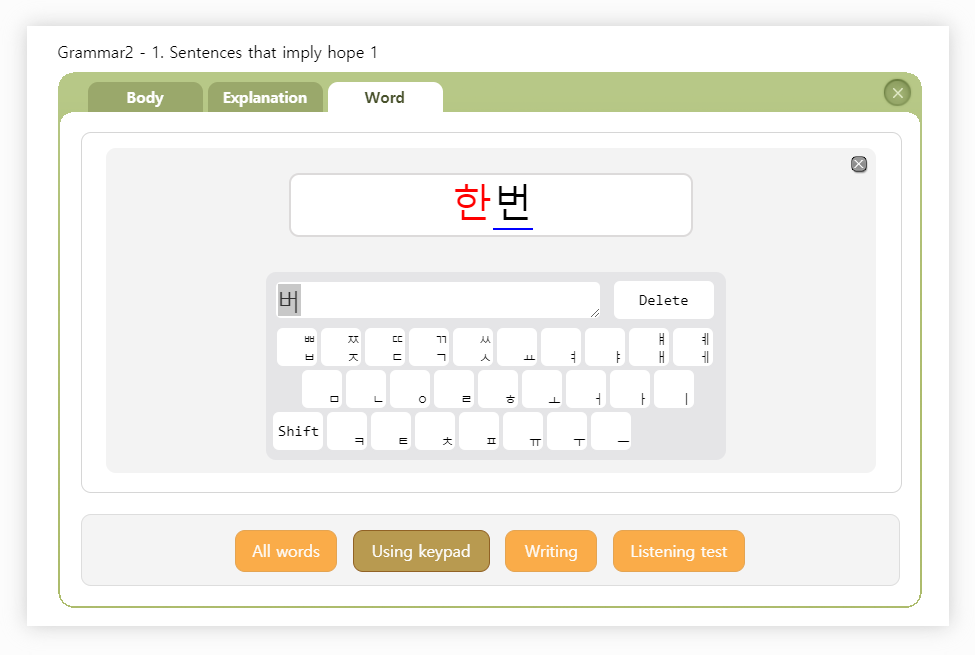 Grammar2 - 1. Sentences that imply hope 1
Body Explanation Word
한번
버 Delete
ㅃ ㅉ ㄸ ㄲ ㅆ ㅒ ㅖ
ㅂ ㅈ ㄷ ㄱ ㅅ ㅛ ㅕ ㅑ ㅐ ㅔ
ㅁ ㄴ ㅇ ㄹ ㅎ ㅗ ㅓ ㅏ ㅣ
Shift ㅋ ㅌ ㅊ ㅍ ㅠ ㅜ ㅡ
All words Using keypad Writing Listening test